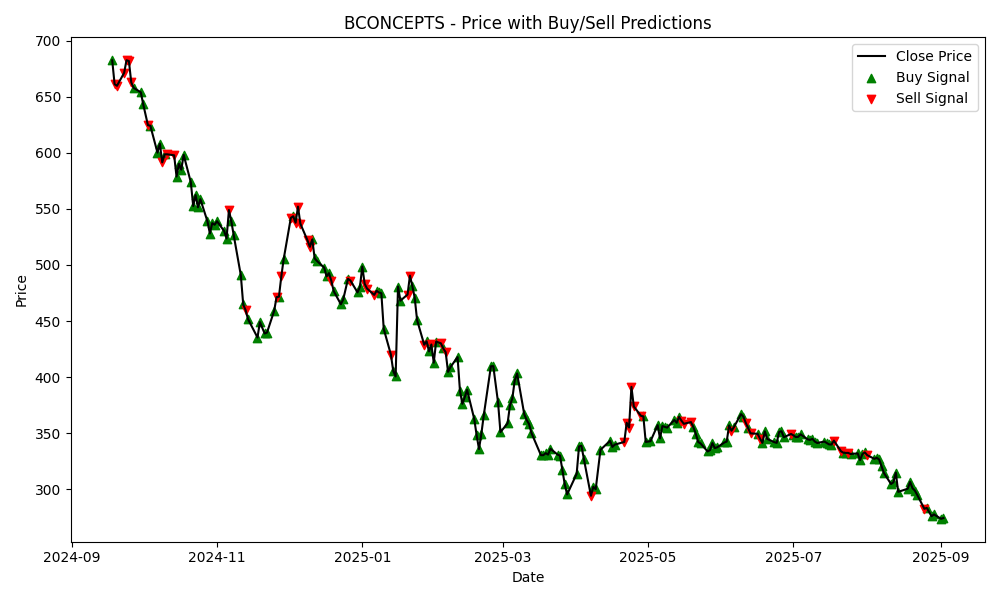 BCONCEPTS - Price with Buy/Sell Predictions
Close Price
Buy Signal
Sell Signal
Price
700
650
600
550
500
450
400
350
300
2024-09
2024-11
2025-01
2025-03
2025-05
2025-07
2025-09
Date